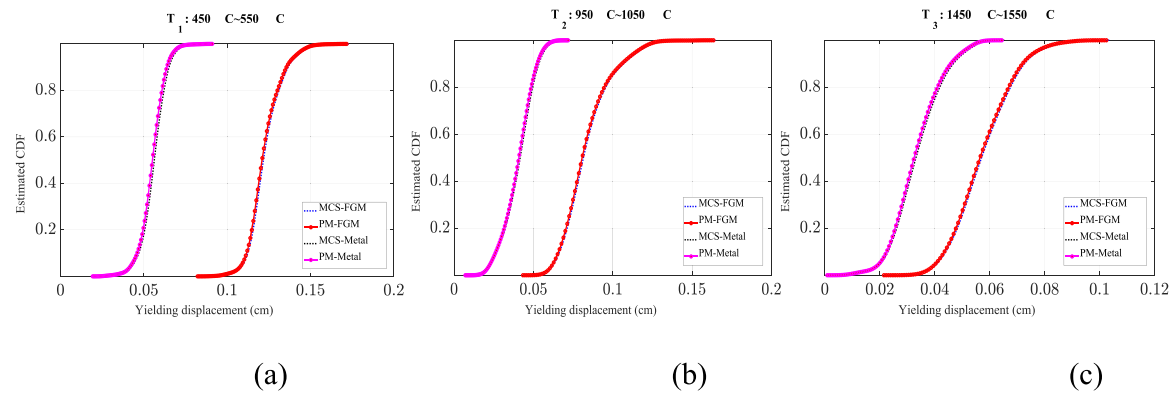 T1: 450 C~550 C
Estimated CDF
0.8
0.6
0.4
0.2
0 0.05 0.1 0.15 0.2
Yielding displacement (cm)
MCS-FGM
PM-FGM
MCS-Metal
PM-Metal
(a)
T2: 950 C~1050 C
Estimated CDF
0.8
0.6
0.4
0.2
0 0.05 0.1 0.15 0.2
Yielding displacement (cm)
MCS-FGM
PM-FGM
MCS-Metal
PM-Metal
(b)
T3: 1450 C~1550 C
Estimated CDF
0.8
0.6
0.4
0.2
0 0.02 0.04 0.06 0.08 0.1 0.12
Yielding displacement (cm)
MCS-FGM
PM-FGM
MCS-Metal
PM-Metal
(c)